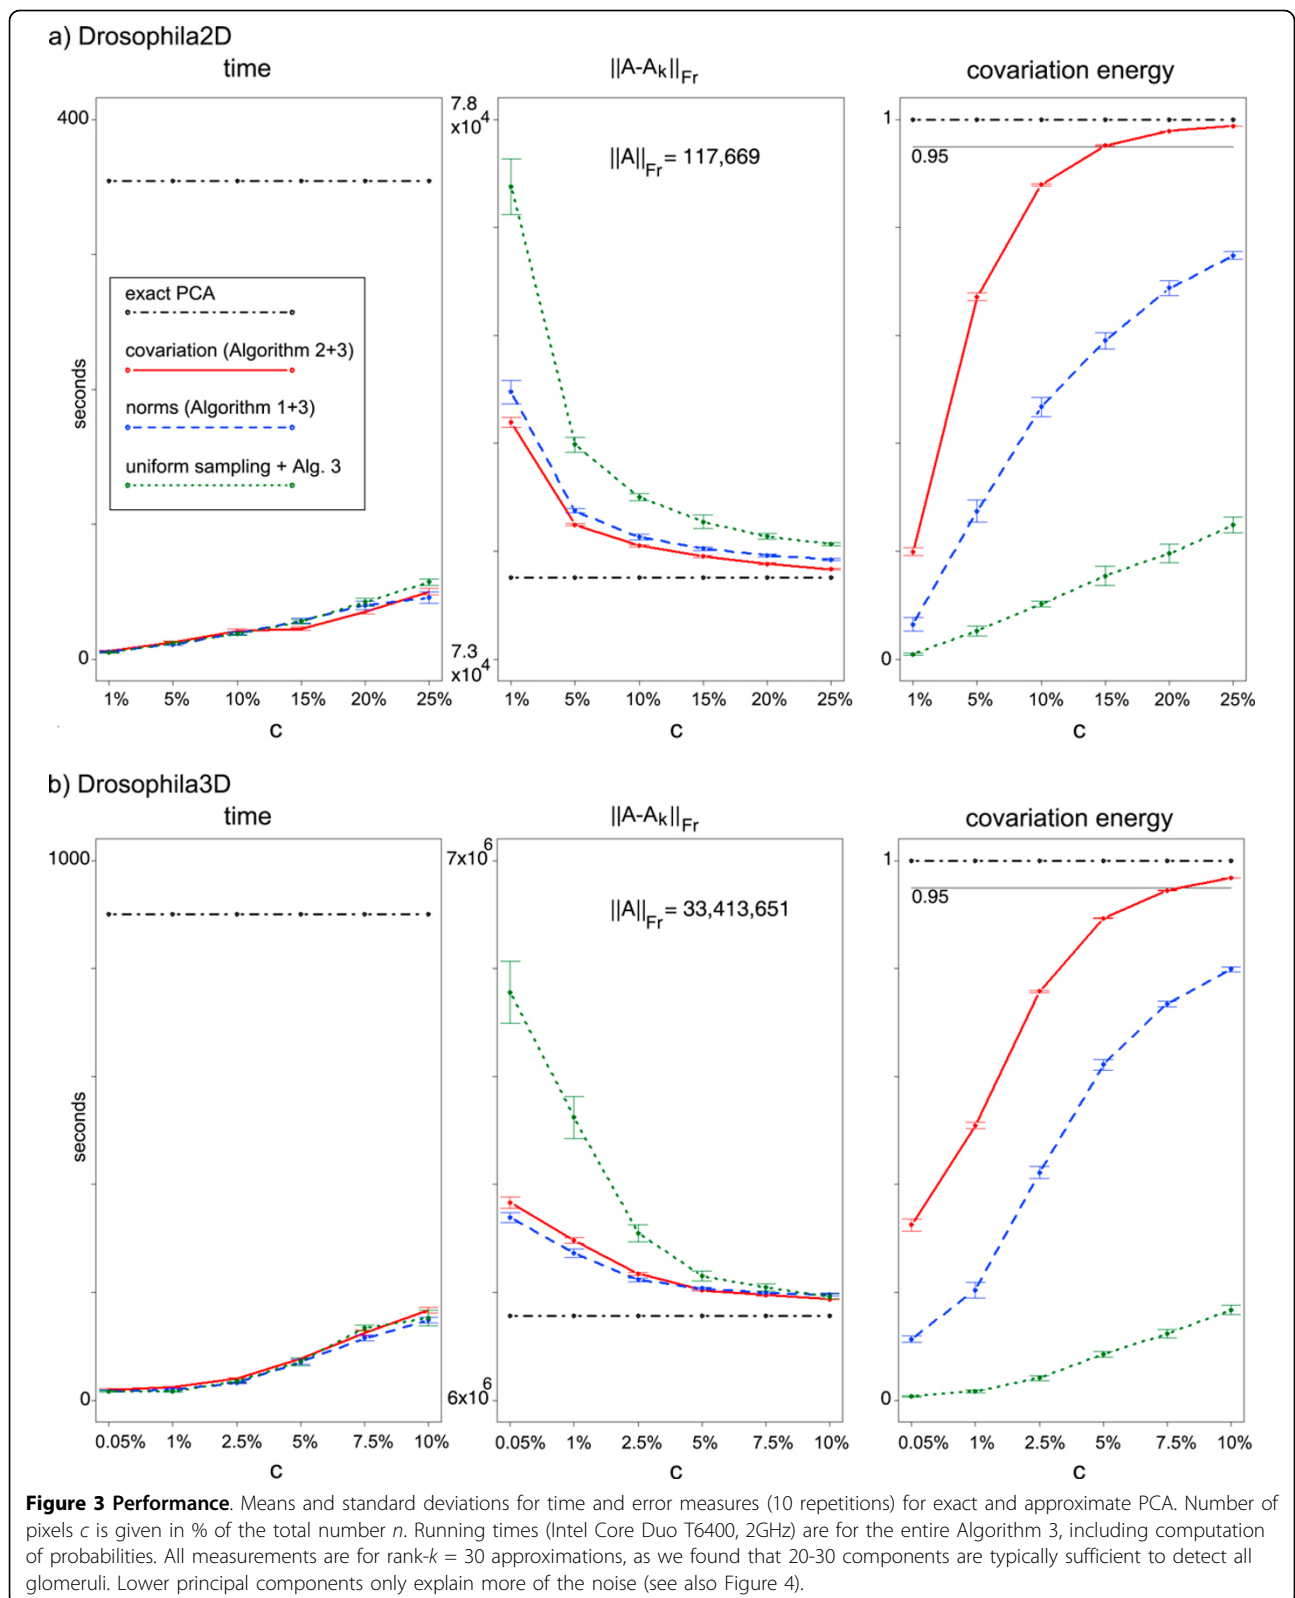 a) Drosophila2D
time
||A-Ak||Fr
covariation energy
400
seconds
0
exact PCA
covariation (Algorithm 2+3)
norms (Algorithm 1+3)
uniform sampling + Alg. 3
1% 5% 10% 15% 20% 25%
c
7.8
x10^4
||A||Fr = 117,669
7.3
x10^4
1% 5% 10% 15% 20% 25%
c
1
0.95
0
1% 5% 10% 15% 20% 25%
c
b) Drosophila3D
time
||A-Ak||Fr
covariation energy
1000
seconds
0
0.05% 1% 2.5% 5% 7.5% 10%
c
7x10^6
||A||Fr = 33,413,651
6x10^6
0.05% 1% 2.5% 5% 7.5% 10%
c
1
0.95
0
0.05% 1% 2.5% 5% 7.5% 10%
c
Figure 3 Performance. Means and standard deviations for time and error measures (10 repetitions) for exact and approximate PCA. Number of
pixels c is given in % of the total number n. Running times (Intel Core Duo T6400, 2GHz) are for the entire Algorithm 3, including computation
of probabilities. All measurements are for rank-k = 30 approximations, as we found that 20-30 components are typically sufficient to detect all
glomeruli. Lower principal components only explain more of the noise (see also Figure 4).